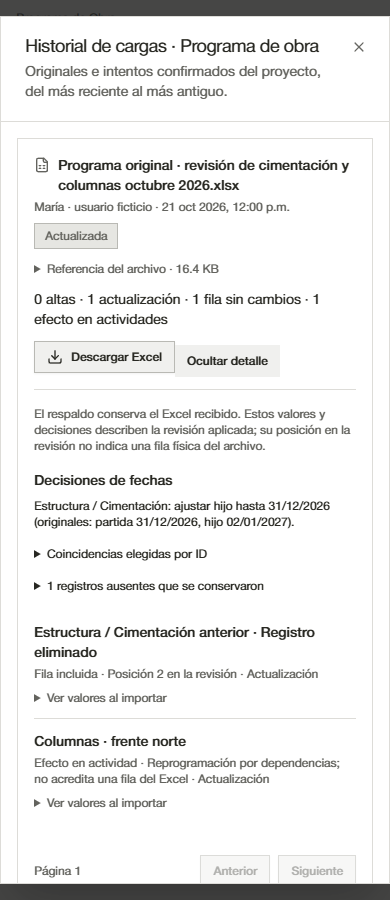 Historial de cargas · Programa de obra
Originales e intentos confirmados del proyecto,
del más reciente al más antiguo.
Programa original · revisión de cimentación y
columnas octubre 2026.xlsx
María · usuario ficticio · 21 oct 2026, 12:00 p.m.
Actualizada
Referencia del archivo · 16.4 KB
0 altas · 1 actualización · 1 fila sin cambios · 1
efecto en actividades
Descargar Excel
Ocultar detalle
El respaldo conserva el Excel recibido. Estos valores y
decisiones describen la revisión aplicada; su posición en la
revisión no indica una fila física del archivo.
Decisiones de fechas
Estructura / Cimentación: ajustar hijo hasta 31/12/2026
(originales: partida 31/12/2026, hijo 02/01/2027).
Coincidencias elegidas por ID
1 registros ausentes que se conservaron
Estructura / Cimentación anterior · Registro
eliminado
Fila incluida · Posición 2 en la revisión · Actualización
Ver valores al importar
Columnas · frente norte
Efecto en actividad · Reprogramación por dependencias;
no acredita una fila del Excel · Actualización
Ver valores al importar
Página 1
Anterior
Siguiente